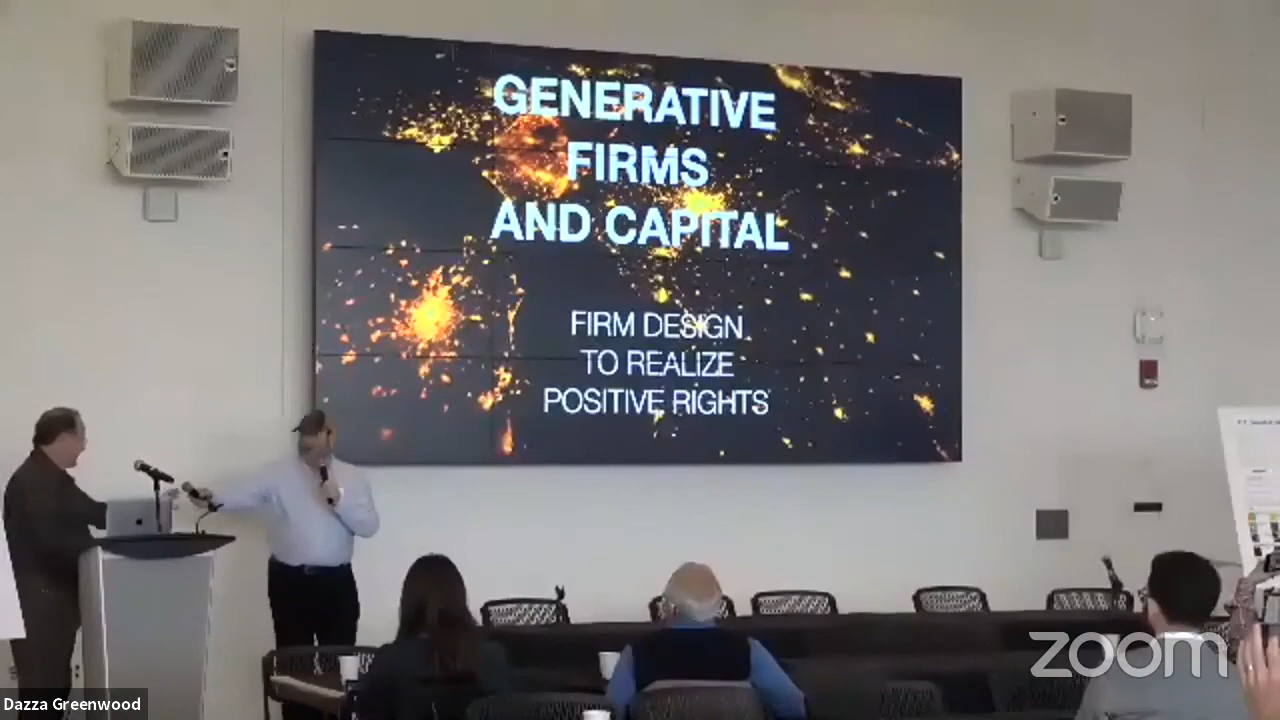 GENERATIVE
FIRMS
AND CAPITAL
FIRM DESIGN
TO REALIZE
POSITIVE RIGHTS
zoom
Dazza Greenwood